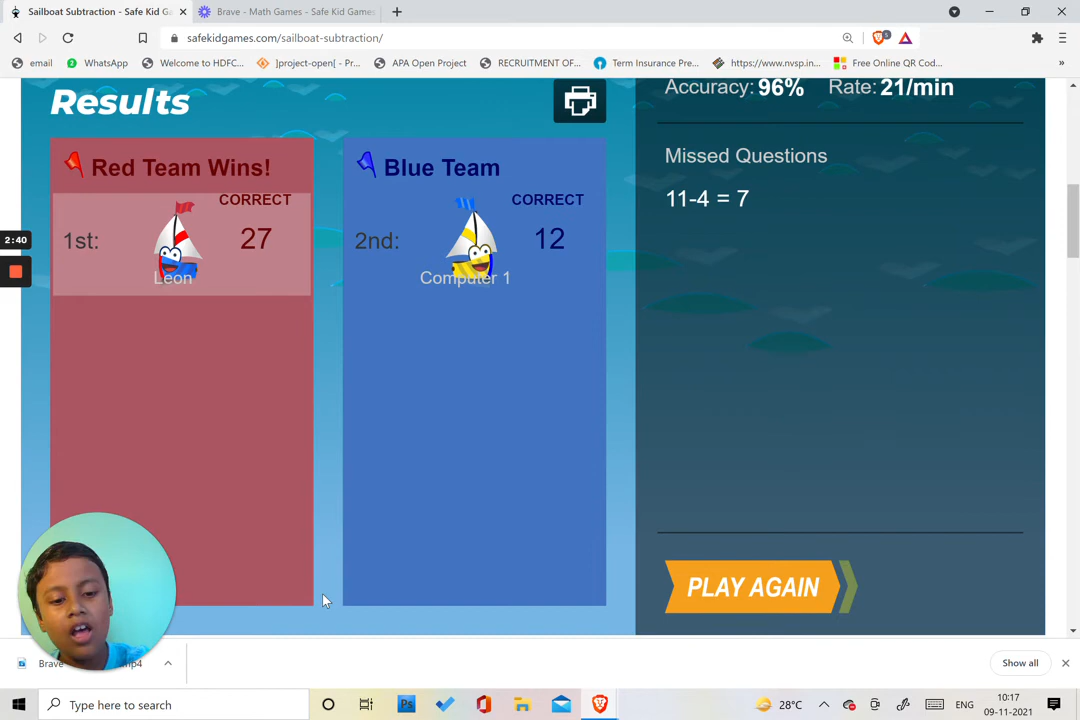 Sailboat Subtraction - Safe Kid G
Brave - Math Games - Safe Kid Games
safekidgames.com/sailboat-subtraction/
5
email
WhatsApp
Welcome to HDFC...
]project-open[ - Pr...
APA Open Project
RECRUITMENT OF...
Term Insurance Pre...
https://www.nvsp.in...
Free Online QR Cod...
»
Results
Accuracy: 96% Rate: 21/min
Missed Questions
11-4 = 7
Red Team Wins!
CORRECT
1st:
27
Leon
Blue Team
CORRECT
2nd:
12
Computer 1
2:40
PLAY AGAIN
Brave
mp4
Show all
Type here to search
Ps
28°C
ENG
10:17
09-11-2021